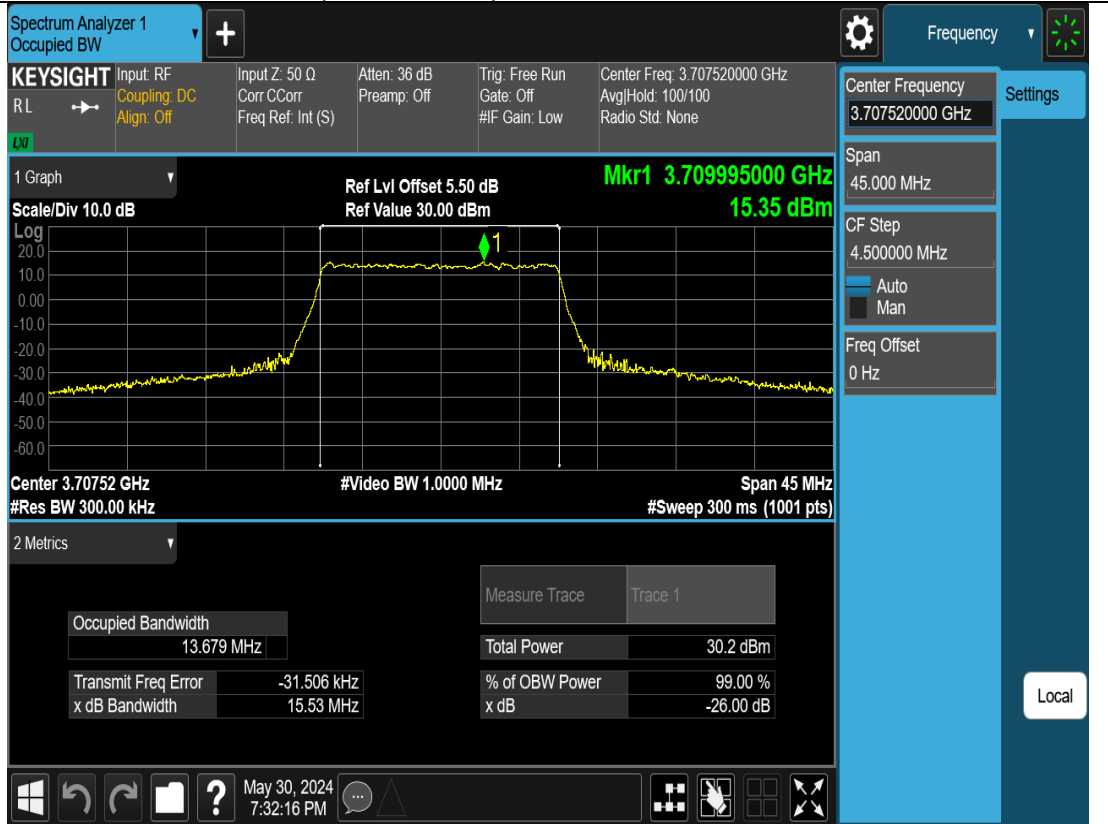 Spectrum Analyzer 1
Occupied BW
+
Frequency
KEYSIGHT
R L
LXI
Input: RF
Coupling: DC
Align: Off
Input Z: 50 Ω
Corr CCorr
Freq Ref: Int (S)
Atten: 36 dB
Preamp: Off
Trig: Free Run
Gate: Off
#IF Gain: Low
Center Freq: 3.707520000 GHz
Avg|Hold: 100/100
Radio Std: None
1 Graph
Scale/Div 10.0 dB
Ref Lvl Offset 5.50 dB
Ref Value 30.00 dBm
Mkr1 3.709995000 GHz
15.35 dBm
Log
20.0
10.0
0.00
-10.0
-20.0
-30.0
-40.0
-50.0
-60.0
1
Center 3.70752 GHz
#Video BW 1.0000 MHz
Span 45 MHz
#Res BW 300.00 kHz
#Sweep 300 ms (1001 pts)
2 Metrics
Measure Trace
Trace 1
Occupied Bandwidth
13.679 MHz
Total Power
30.2 dBm
Transmit Freq Error
-31.506 kHz
% of OBW Power
99.00 %
x dB Bandwidth
15.53 MHz
x dB
-26.00 dB
Center Frequency
3.707520000 GHz
Settings
Span
45.000 MHz
CF Step
4.500000 MHz
Auto
Man
Freq Offset
0 Hz
Local
?
May 30, 2024
7:32:16 PM